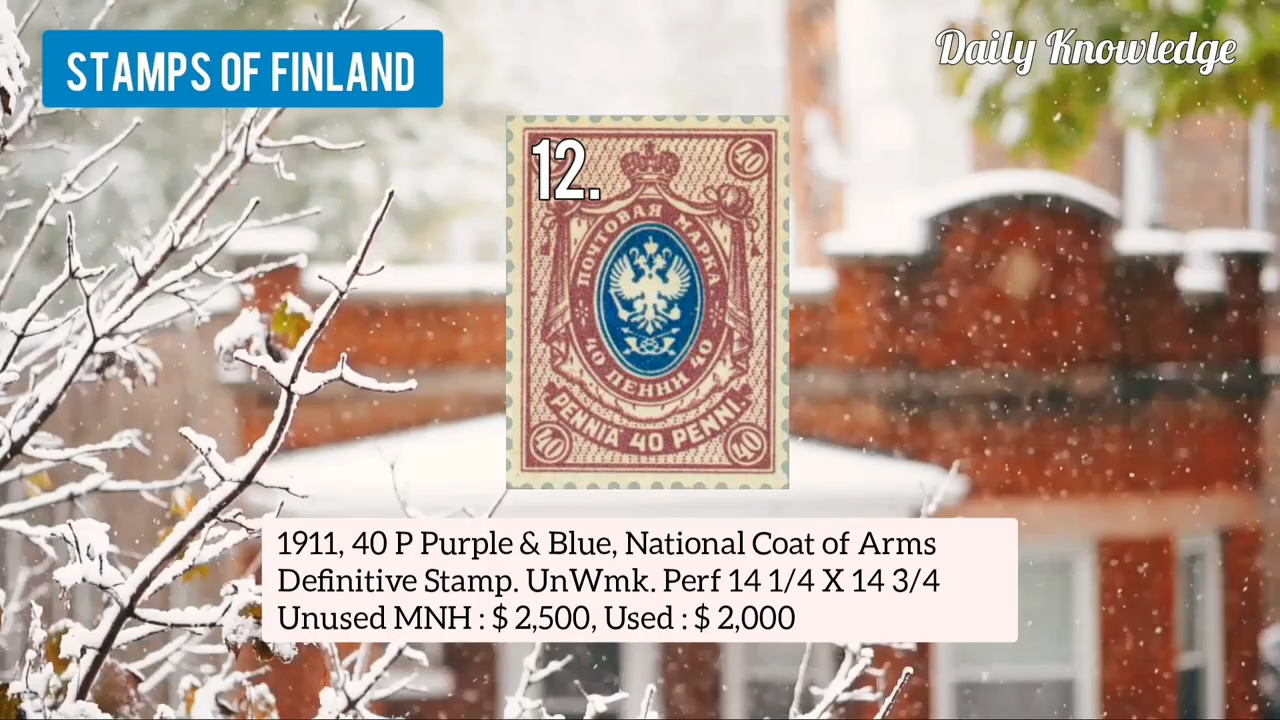 STAMPS OF FINLAND
Daily Knowledge
12.
40
ПОЧТОВАЯ МАРКА
40 ПЕННИ 40
PENNIÄ 40 PENNI.
40 40
1911, 40 P Purple & Blue, National Coat of Arms
Definitive Stamp. UnWmk. Perf 14 1/4 X 14 3/4
Unused MNH : $ 2,500, Used : $ 2,000